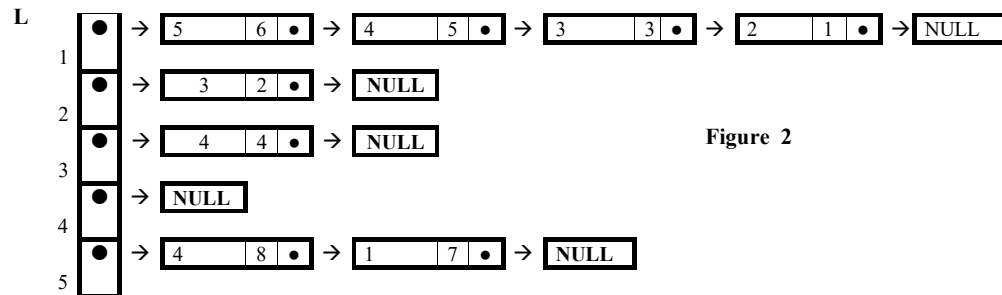 L ● → 5 6 ● → 4 5 ● → 3 3 ● → 2 1 ● → NULL
1
● → 3 2 ● → NULL
2
Figure 2
● → 4 4 ● → NULL
3
● → NULL
4
● → 4 8 ● → 1 7 ● → NULL
5